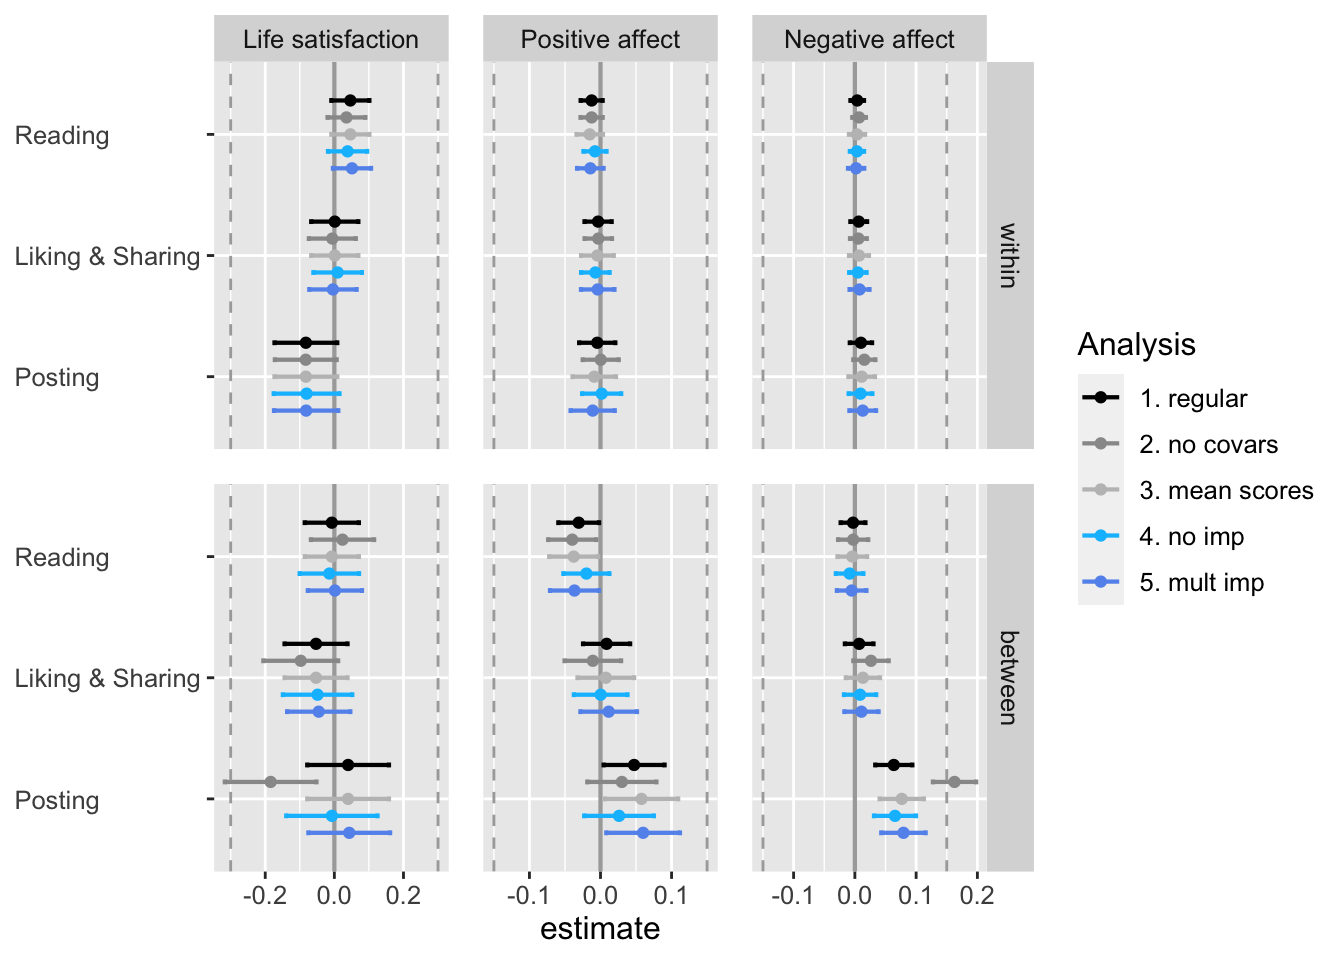 Life satisfaction
Positive affect
Negative affect
Reading
Liking & Sharing
Posting
within
Reading
Liking & Sharing
Posting
between
-0.2 0.0 0.2
-0.1 0.0 0.1
-0.1 0.0 0.1 0.2
estimate
Analysis
1. regular
2. no covars
3. mean scores
4. no imp
5. mult imp